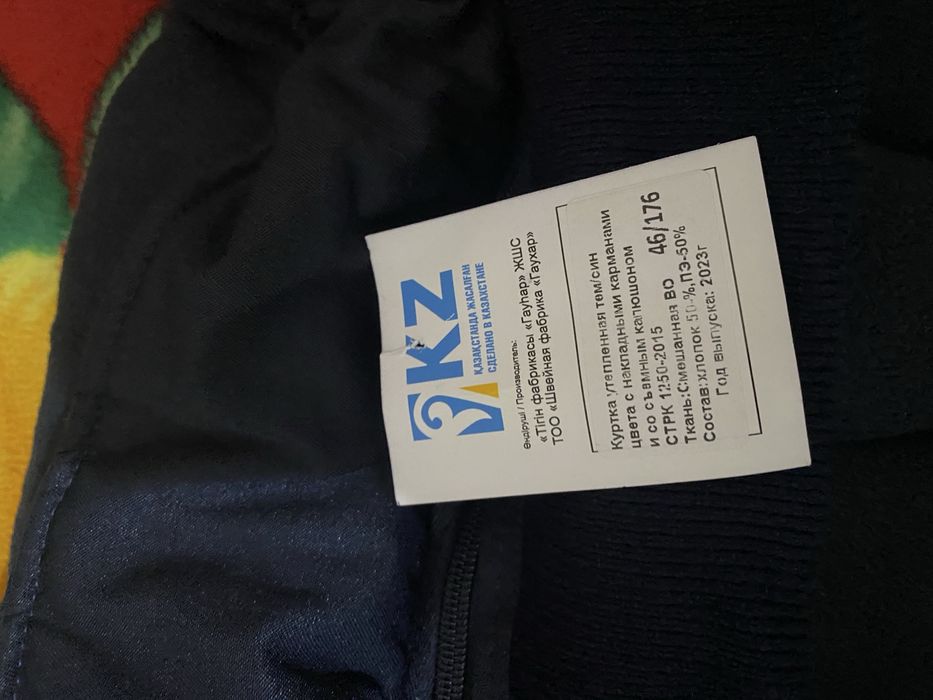 KZ
ҚАЗАҚСТАНДА ЖАСАЛҒАН
СДЕЛАНО В КАЗАХСТАНЕ
Өндіруші / Производитель:
«Тігін фабрикасы «Гауһар» ЖШС
ТОО «Швейная фабрика «Гаухар»
Куртка утепленная тем/син
цвета с накладными карманами
и со съемным капюшоном
СТРК 1250-2015 46/176
Ткань:Смешанная ВО
Состав:хлопок 50-%,ПЭ-50%
Год выпуска: 2023г